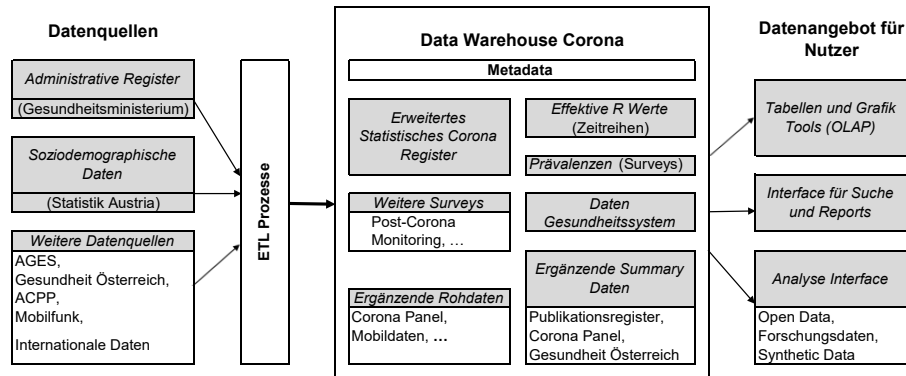 Datenquellen
Administrative Register
(Gesundheitsministerium)
Soziodemographische
Daten
(Statistik Austria)
Weitere Datenquellen
AGES,
Gesundheit Österreich,
ACPP,
Mobilfunk,
Internationale Daten
ETL Prozesse
Data Warehouse Corona
Metadata
Erweitertes
Statistisches Corona
Register
Weitere Surveys
Post-Corona
Monitoring, …
Ergänzende Rohdaten
Corona Panel,
Mobildaten, …
Effektive R Werte
(Zeitreihen)
Prävalenzen (Surveys)
Daten
Gesundheitssystem
Ergänzende Summary
Daten
Publikationsregister,
Corona Panel,
Gesundheit Österreich
Datenangebot für
Nutzer
Tabellen und Grafik
Tools (OLAP)
Interface für Suche
und Reports
Analyse Interface
Open Data,
Forschungsdaten,
Synthetic Data